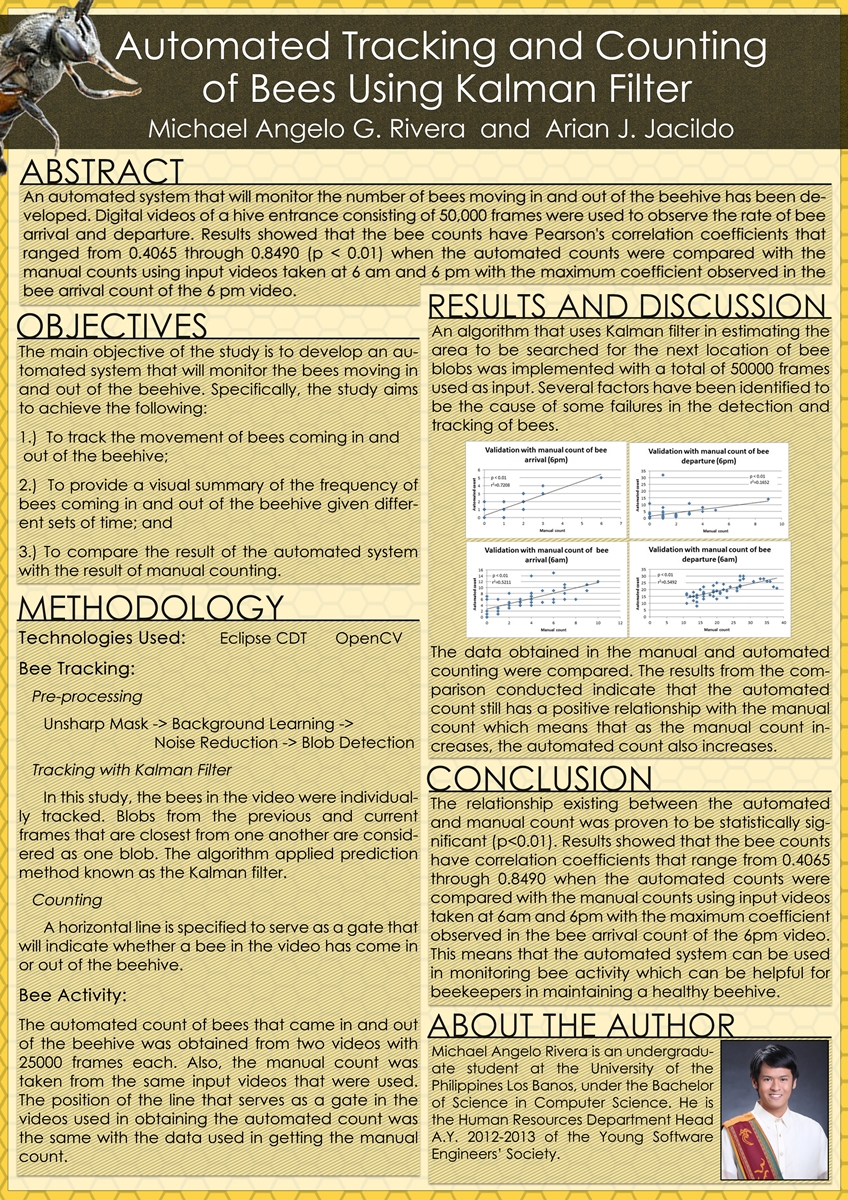 Automated Tracking and Counting
of Bees Using Kalman Filter
Michael Angelo G. Rivera and Arian J. Jacildo
ABSTRACT
An automated system that will monitor the number of bees moving in and out of the beehive has been de-
veloped. Digital videos of a hive entrance consisting of 50,000 frames were used to observe the rate of bee
arrival and departure. Results showed that the bee counts have Pearson's correlation coefficients that
ranged from 0.4065 through 0.8490 (p < 0.01) when the automated counts were compared with the
manual counts using input videos taken at 6 am and 6 pm with the maximum coefficient observed in the
bee arrival count of the 6 pm video.
OBJECTIVES
The main objective of the study is to develop an au-
tomated system that will monitor the bees moving in
and out of the beehive. Specifically, the study aims
to achieve the following:
1.) To track the movement of bees coming in and
out of the beehive;
2.) To provide a visual summary of the frequency of
bees coming in and out of the beehive given differ-
ent sets of time; and
3.) To compare the result of the automated system
with the result of manual counting.
METHODOLOGY
Technologies Used: Eclipse CDT OpenCV
Bee Tracking:
Pre-processing
Unsharp Mask -> Background Learning ->
Noise Reduction -> Blob Detection
Tracking with Kalman Filter
In this study, the bees in the video were individual-
ly tracked. Blobs from the previous and current
frames that are closest from one another are consid-
ered as one blob. The algorithm applied prediction
method known as the Kalman filter.
Counting
A horizontal line is specified to serve as a gate that
will indicate whether a bee in the video has come in
or out of the beehive.
Bee Activity:
The automated count of bees that came in and out
of the beehive was obtained from two videos with
25000 frames each. Also, the manual count was
taken from the same input videos that were used.
The position of the line that serves as a gate in the
videos used in obtaining the automated count was
the same with the data used in getting the manual
count.
RESULTS AND DISCUSSION
An algorithm that uses Kalman filter in estimating the
area to be searched for the next location of bee
blobs was implemented with a total of 50000 frames
used as input. Several factors have been identified to
be the cause of some failures in the detection and
tracking of bees.
Validation with manual count of bee
arrival (6pm)
p < 0.01
r²=0.7208
Automated count
Manual count
Validation with manual count of bee
departure (6pm)
p < 0.01
r²=0.1652
Automated count
Manual count
Validation with manual count of bee
arrival (6am)
p < 0.01
r²=0.5211
Automated count
Manual count
Validation with manual count of bee
departure (6am)
p < 0.01
r²=0.5492
Automated count
Manual count
The data obtained in the manual and automated
counting were compared. The results from the com-
parison conducted indicate that the automated
count still has a positive relationship with the manual
count which means that as the manual count in-
creases, the automated count also increases.
CONCLUSION
The relationship existing between the automated
and manual count was proven to be statistically sig-
nificant (p<0.01). Results showed that the bee counts
have correlation coefficients that range from 0.4065
through 0.8490 when the automated counts were
compared with the manual counts using input videos
taken at 6am and 6pm with the maximum coefficient
observed in the bee arrival count of the 6pm video.
This means that the automated system can be used
in monitoring bee activity which can be helpful for
beekeepers in maintaining a healthy beehive.
ABOUT THE AUTHOR
Michael Angelo Rivera is an undergradu-
ate student at the University of the
Philippines Los Banos, under the Bachelor
of Science in Computer Science. He is
the Human Resources Department Head
A.Y. 2012-2013 of the Young Software
Engineers' Society.